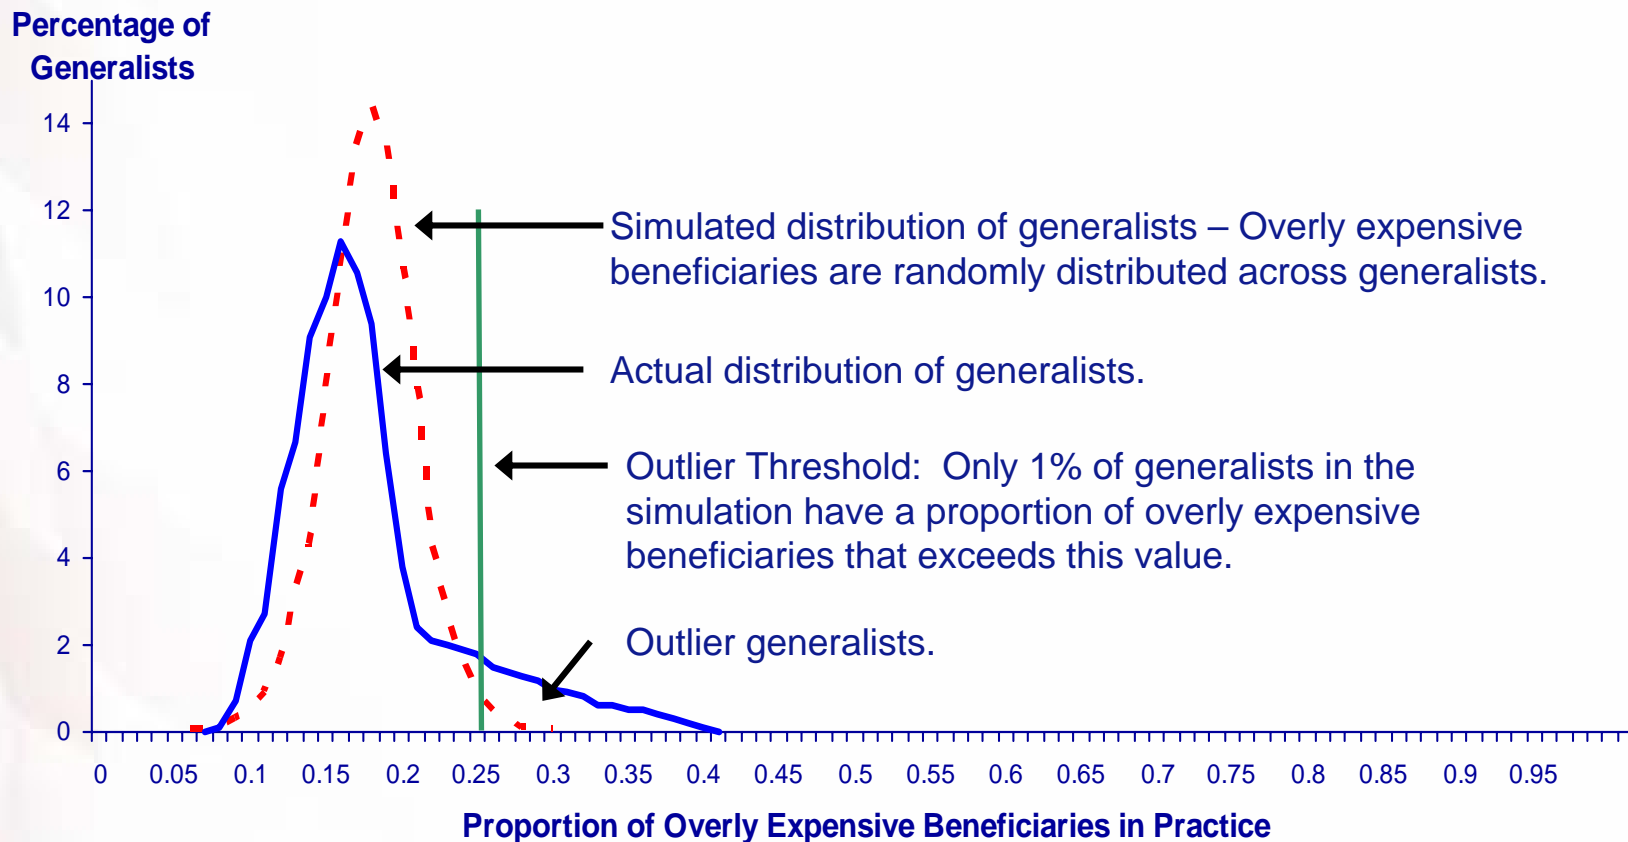 Percentage of
Generalists
14
12
10
8
6
4
2
0
Simulated distribution of generalists – Overly expensive
beneficiaries are randomly distributed across generalists.
Actual distribution of generalists.
Outlier Threshold:  Only 1% of generalists in the
simulation have a proportion of overly expensive
beneficiaries that exceeds this value.
Outlier generalists.
0 0.05 0.1 0.15 0.2 0.25 0.3 0.35 0.4 0.45 0.5 0.55 0.6 0.65 0.7 0.75 0.8 0.85 0.9 0.95
Proportion of Overly Expensive Beneficiaries in Practice